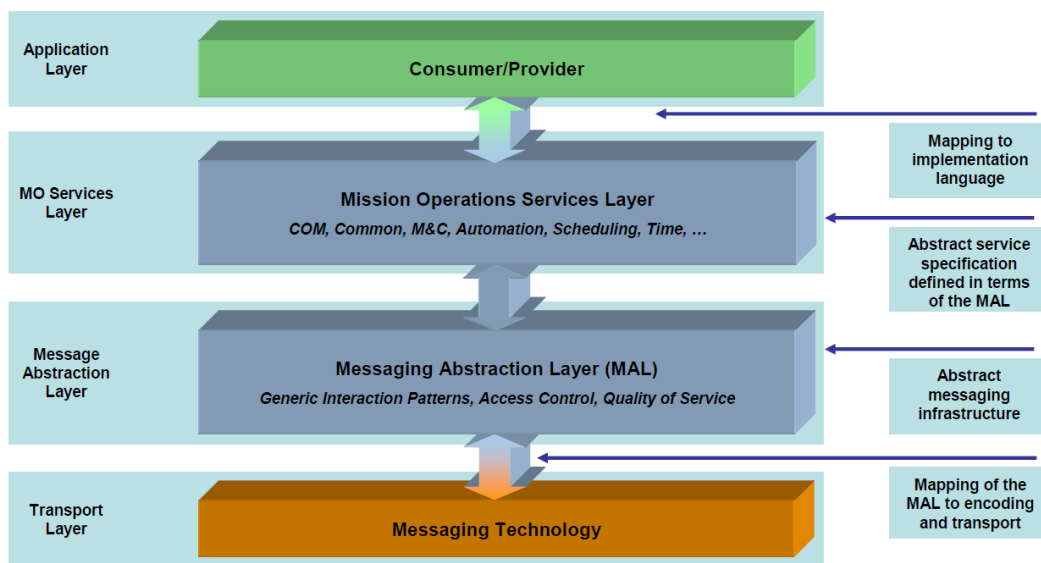 Application
Layer
Consumer/Provider
Mapping to
implementation
language
MO Services
Layer
Mission Operations Services Layer
COM, Common, M&C, Automation, Scheduling, Time, …
Abstract service
specification
defined in terms
of the MAL
Message
Abstraction
Layer
Messaging Abstraction Layer (MAL)
Generic Interaction Patterns, Access Control, Quality of Service
Abstract
messaging
infrastructure
Transport
Layer
Messaging Technology
Mapping of the
MAL to encoding
and transport